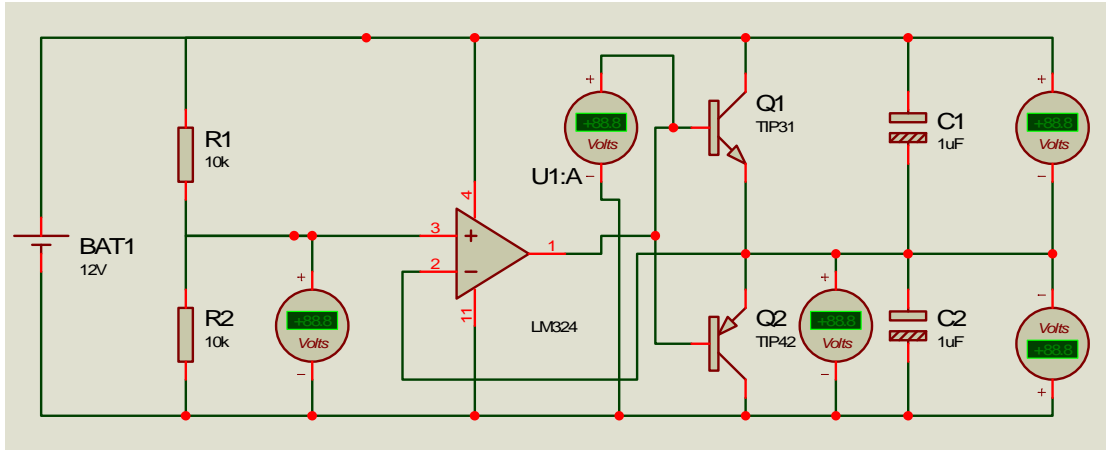 BAT1
12V
R1
10k
R2
10k
+88.8
Volts
+
-
3
2
4
11
1
+
-
LM324
U1:A
+88.8
Volts
+
-
Q1
TIP31
Q2
TIP42
+88.8
Volts
+
-
C1
1uF
C2
1uF
+88.8
Volts
+
-
-
Volts
+88.8
+